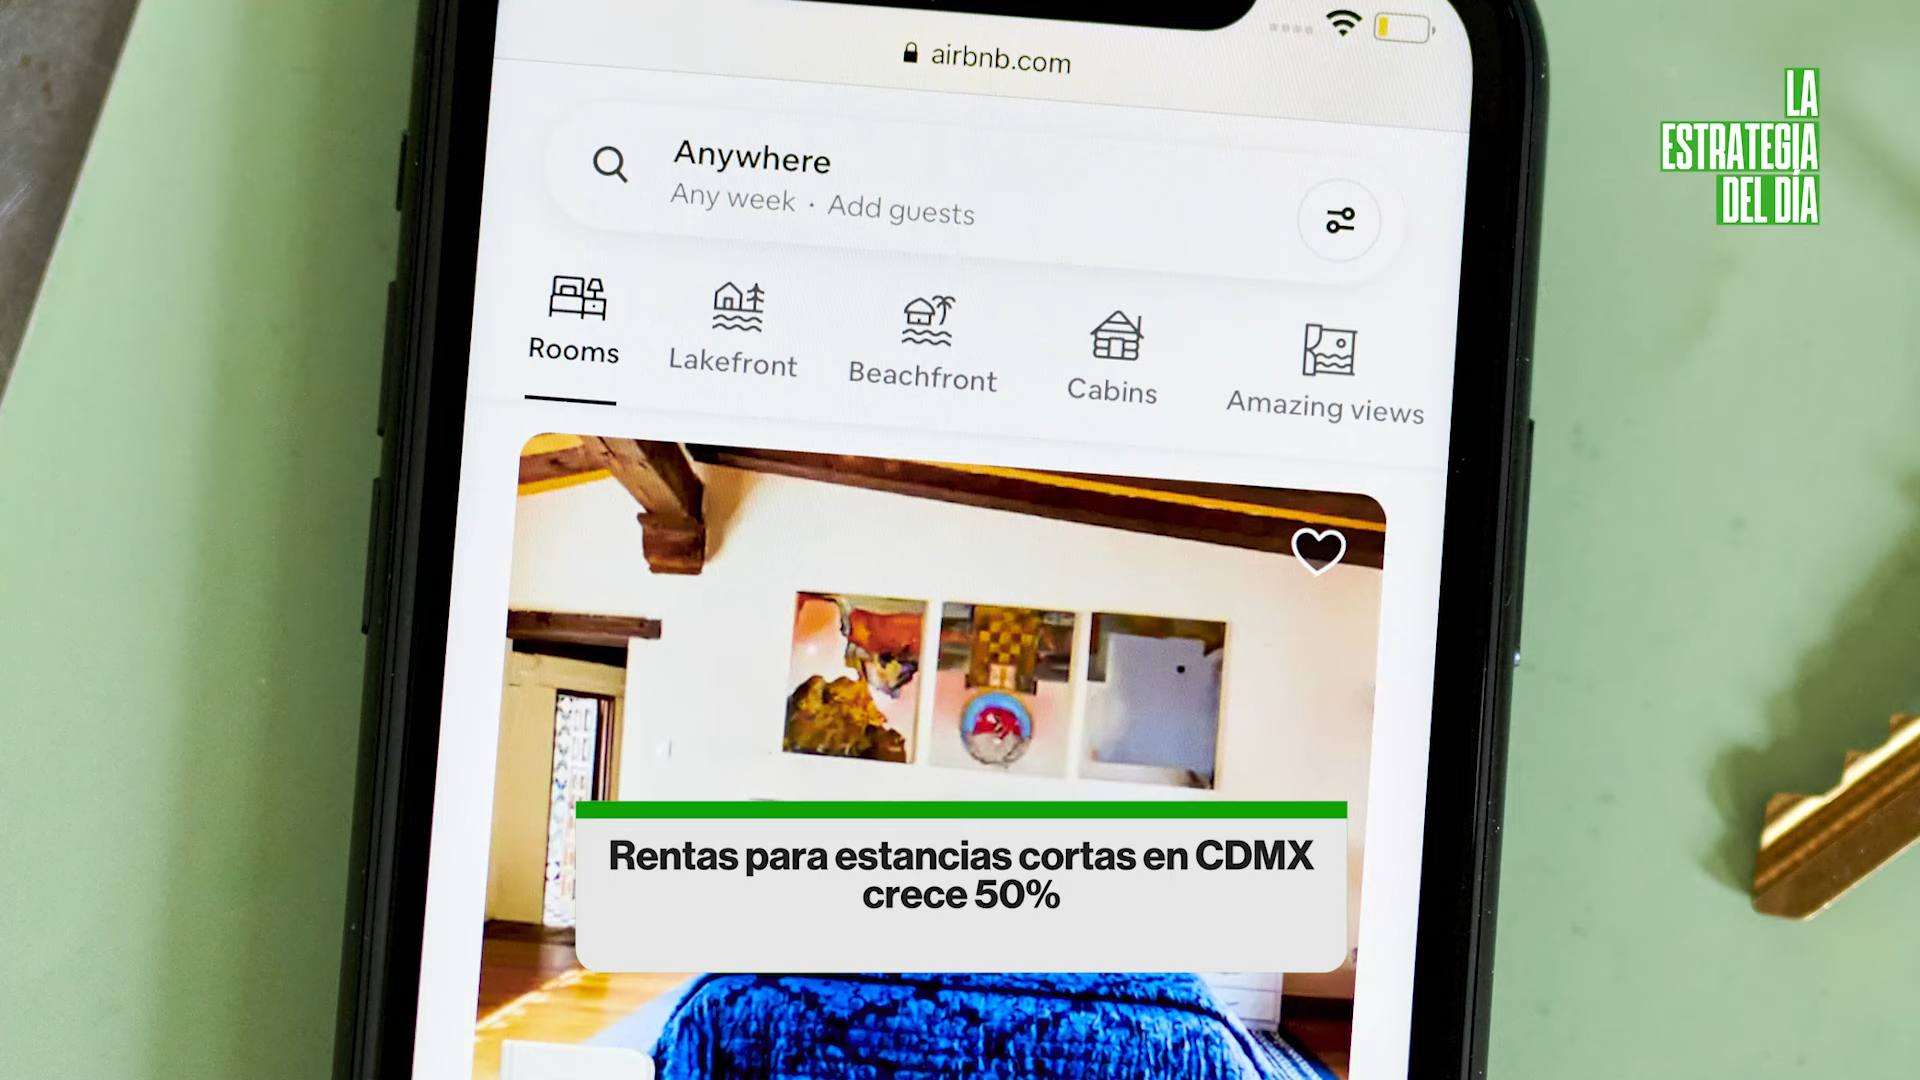 airbnb.com
Anywhere
Any week · Add guests
Rooms
Lakefront
Beachfront
Cabins
Amazing views
LA
ESTRATEGIA
DEL DÍA
Rentas para estancias cortas en CDMX
crece 50%